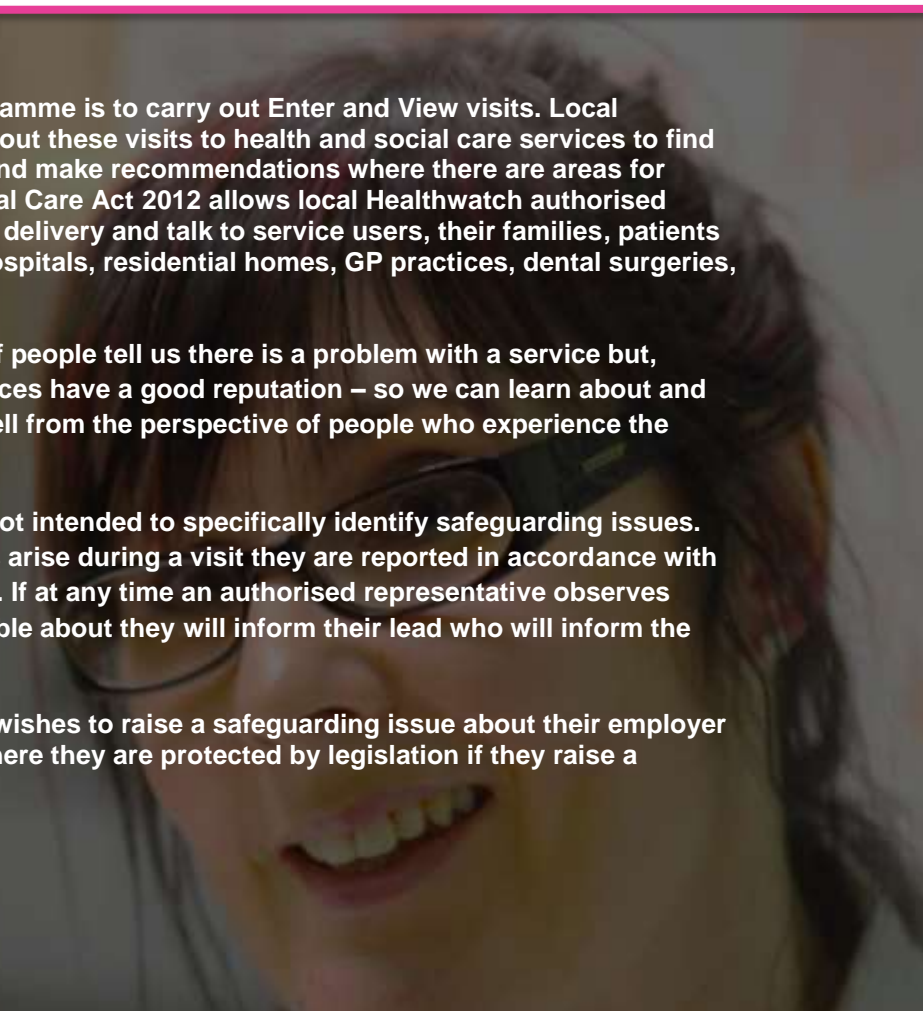 amme is to carry out Enter and View visits. Local
out these visits to health and social care services to find
nd make recommendations where there are areas for
al Care Act 2012 allows local Healthwatch authorised
delivery and talk to service users, their families, patients
ospitals, residential homes, GP practices, dental surgeries,
f people tell us there is a problem with a service but,
ces have a good reputation – so we can learn about and
ell from the perspective of people who experience the
ot intended to specifically identify safeguarding issues.
arise during a visit they are reported in accordance with
. If at any time an authorised representative observes
ble about they will inform their lead who will inform the
wishes to raise a safeguarding issue about their employer
here they are protected by legislation if they raise a